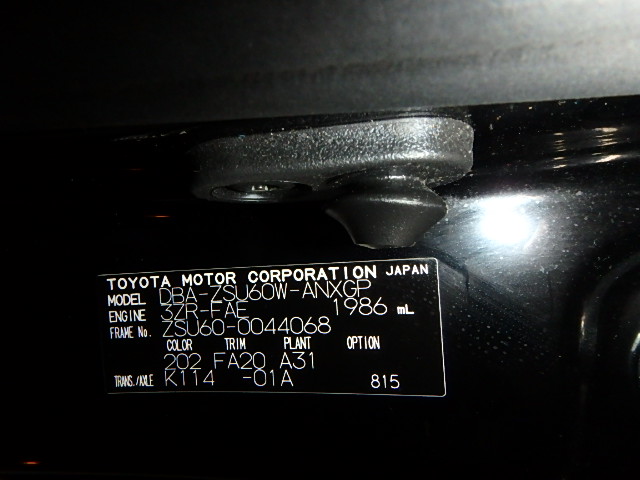 TOYOTA MOTOR CORPORATION JAPAN
MODEL DBA-ZSU60W-ANXGP
ENGINE 3ZR-FAE 1986 mL
FRAME No. ZSU60-0044068
COLOR TRIM PLANT OPTION
202 FA20 A31
TRANS./AXLE K114 -01A 815